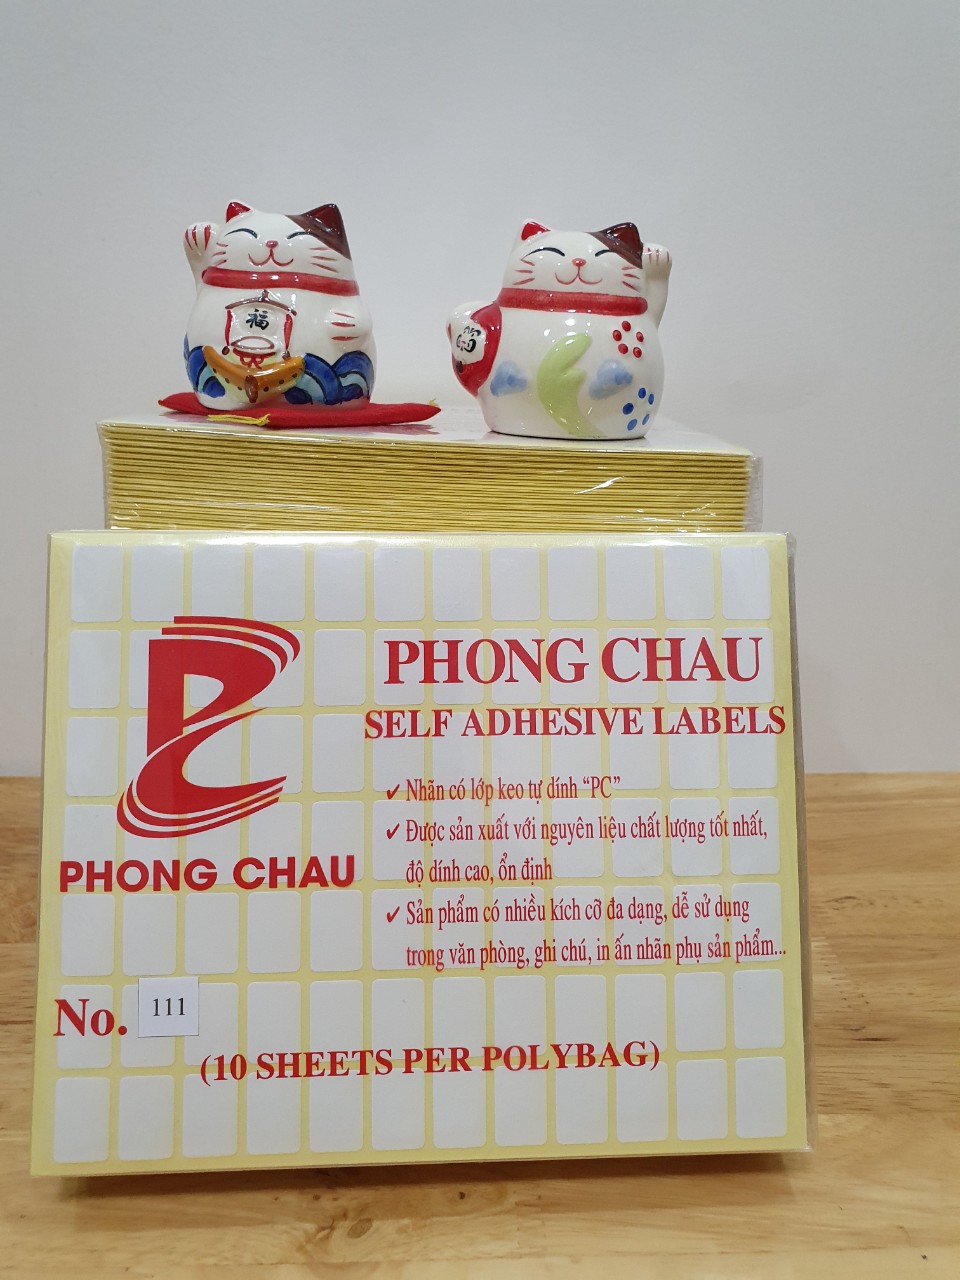 福
PHONG CHAU
SELF ADHESIVE LABELS
✓ Nhãn có lớp keo tự dính “PC”
✓ Được sản xuất với nguyên liệu chất lượng tốt nhất,
độ dính cao, ổn định
✓ Sản phẩm có nhiều kích cỡ đa dạng, dễ sử dụng
trong văn phòng, ghi chú, in ấn nhãn phụ sản phẩm...
PHONG CHAU
No. 111
(10 SHEETS PER POLYBAG)